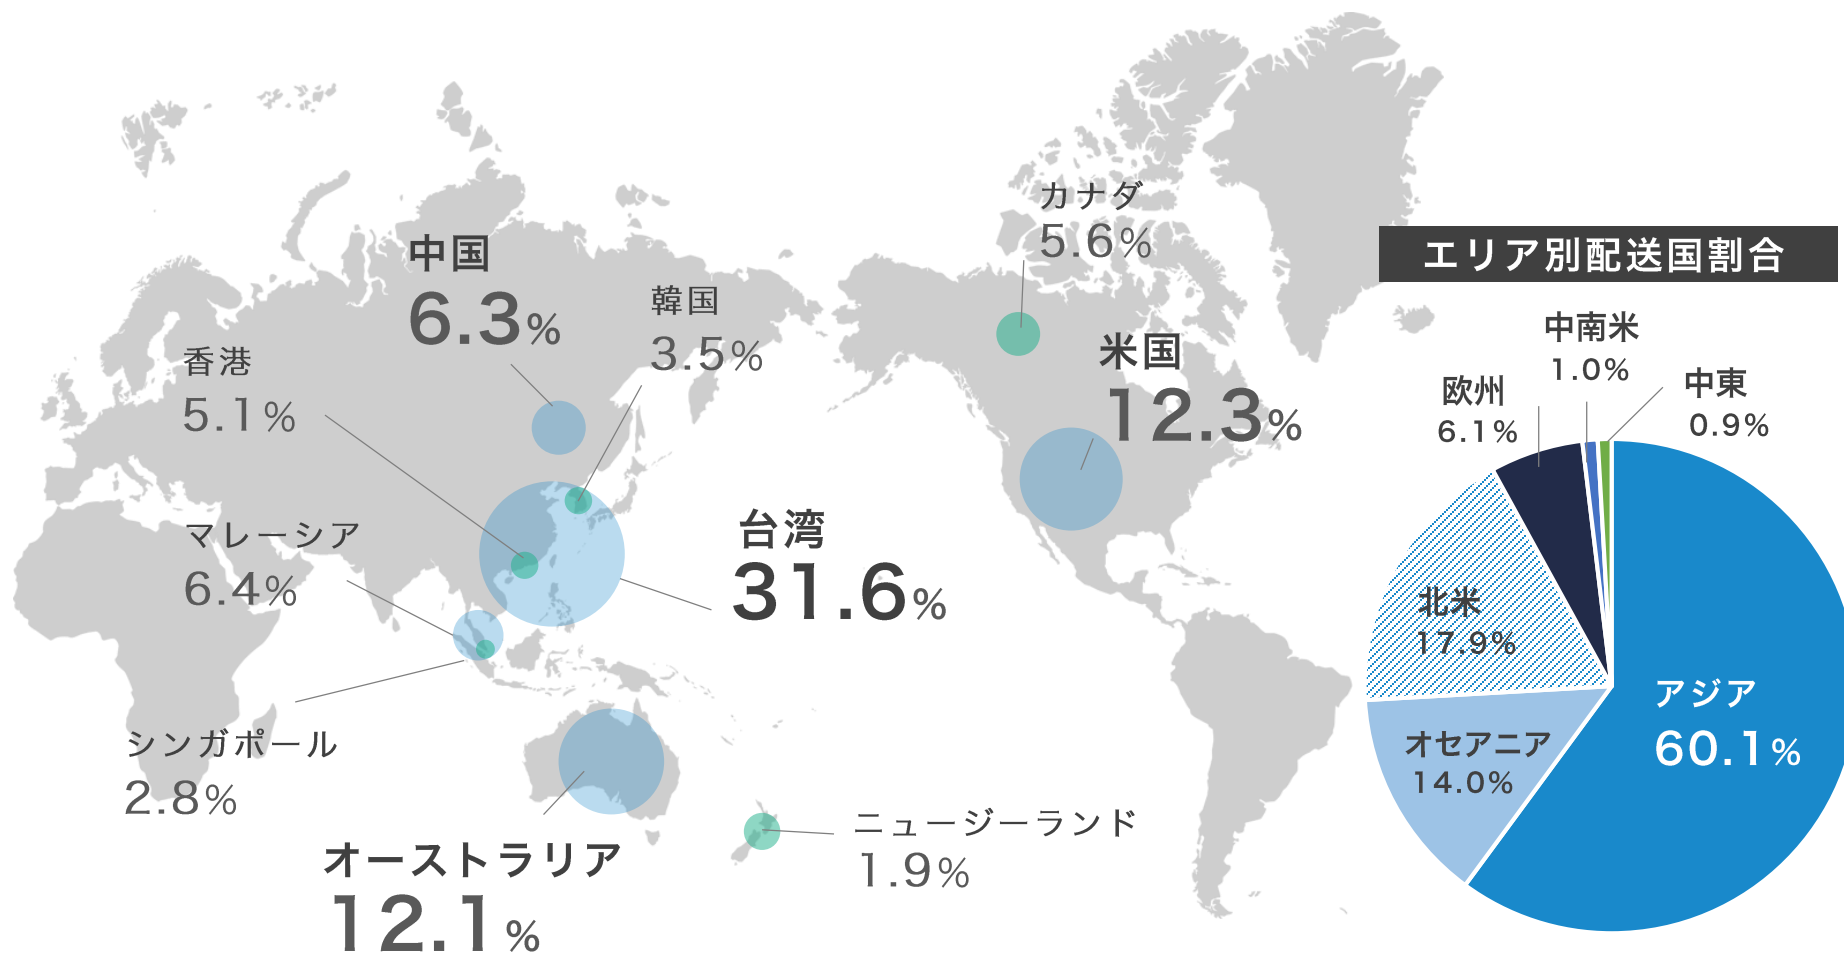 カナダ
5.6%
中国
6.3%
韓国
3.5%
香港
5.1%
米国
12.3%
マレーシア
6.4%
台湾
31.6%
シンガポール
2.8%
オーストラリア
12.1%
ニュージーランド
1.9%
エリア別配送国割合
中南米
1.0%
欧州
6.1%
中東
0.9%
北米
17.9%
アジア
60.1%
オセアニア
14.0%